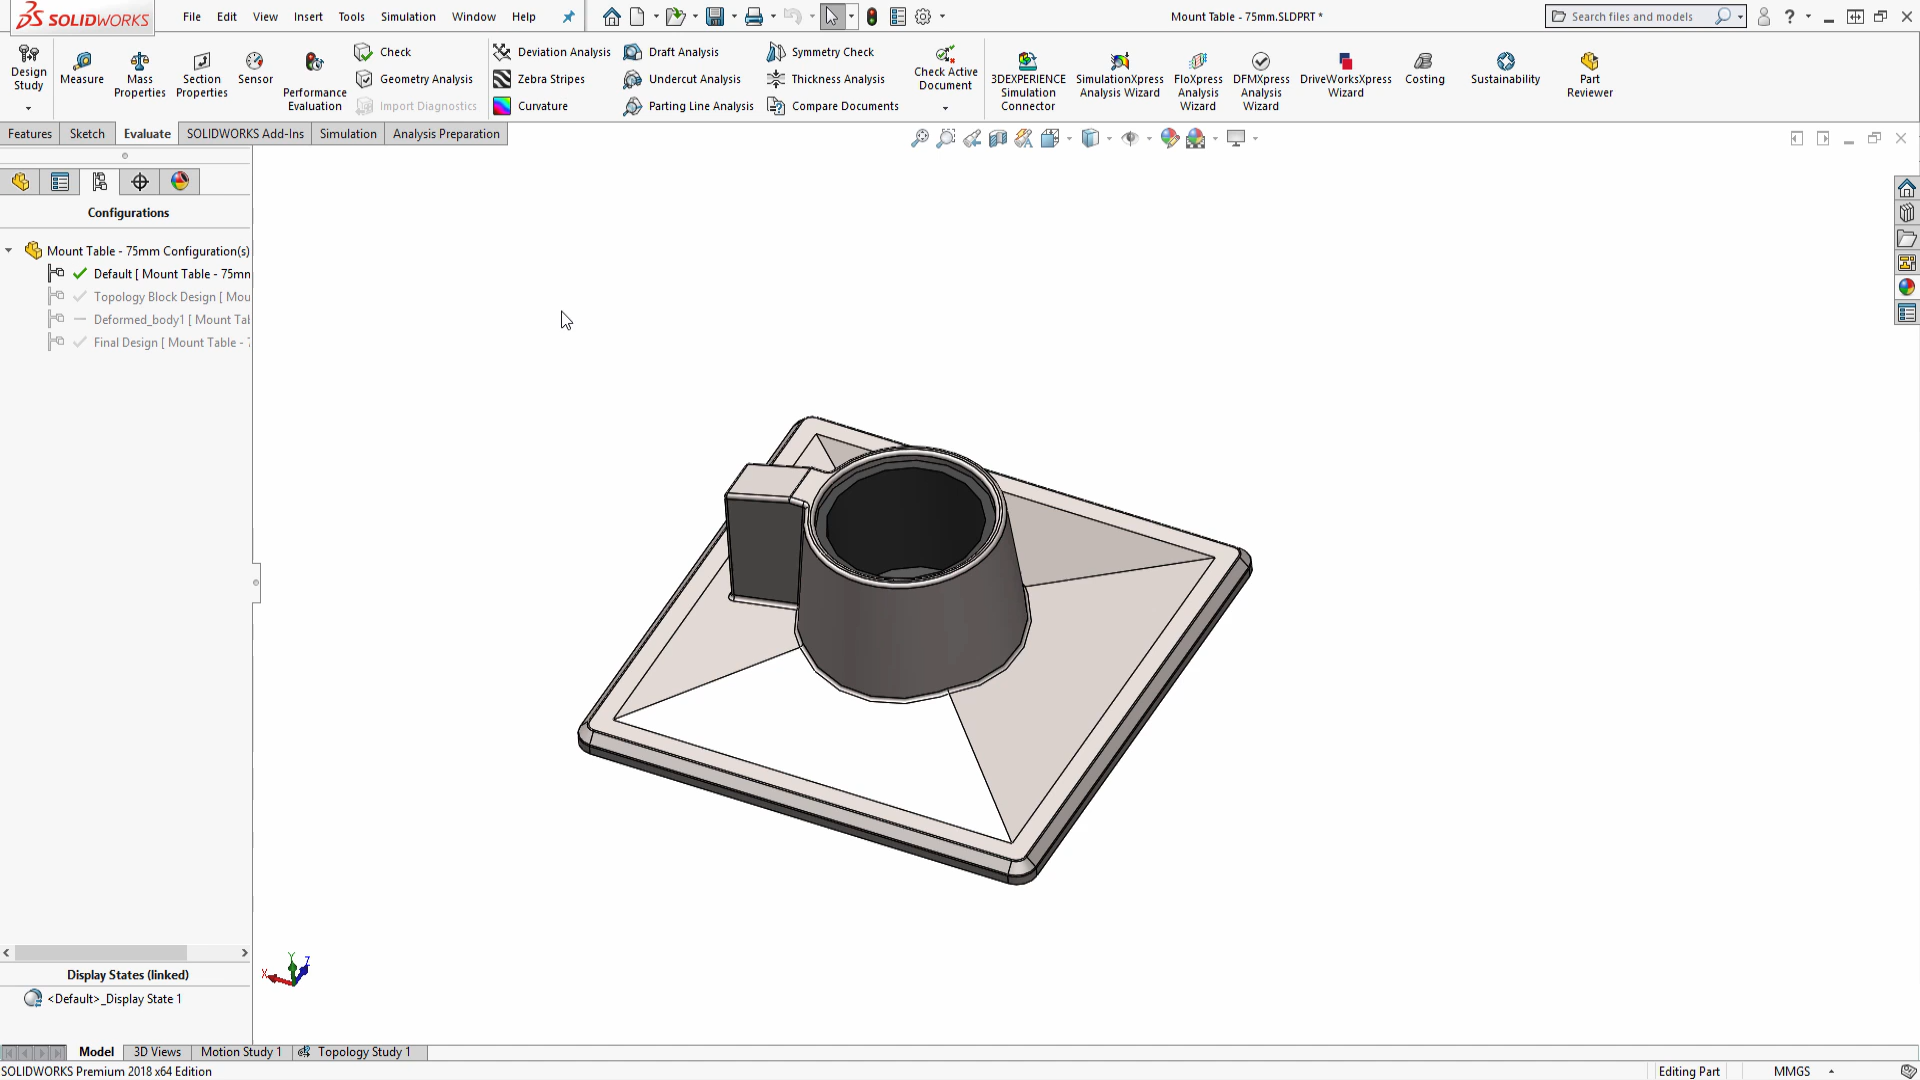 SOLIDWORKS
File Edit View Insert Tools Simulation Window Help
Mount Table - 75mm.SLDPRT *
Search files and models
?
Design Study
Measure
Mass Properties
Section Properties
Sensor
Performance Evaluation
Check
Geometry Analysis
Import Diagnostics
Deviation Analysis
Zebra Stripes
Curvature
Draft Analysis
Undercut Analysis
Parting Line Analysis
Symmetry Check
Thickness Analysis
Compare Documents
Check Active Document
3DEXPERIENCE Simulation Connector
SimulationXpress Analysis Wizard
FloXpress Analysis Wizard
DFMXpress Analysis Wizard
DriveWorksXpress Wizard
Costing
Sustainability
Part Reviewer
Features Sketch Evaluate SOLIDWORKS Add-Ins Simulation Analysis Preparation
Configurations
Mount Table - 75mm Configuration(s)
Default [ Mount Table - 75mm
Topology Block Design [ Mou
Deformed_body1 [ Mount Tab
Final Design [ Mount Table - 7
X Y Z
Display States (linked)
<Default>_Display State 1
Model 3D Views Motion Study 1 Topology Study 1
SOLIDWORKS Premium 2018 x64 Edition
Editing Part MMGS